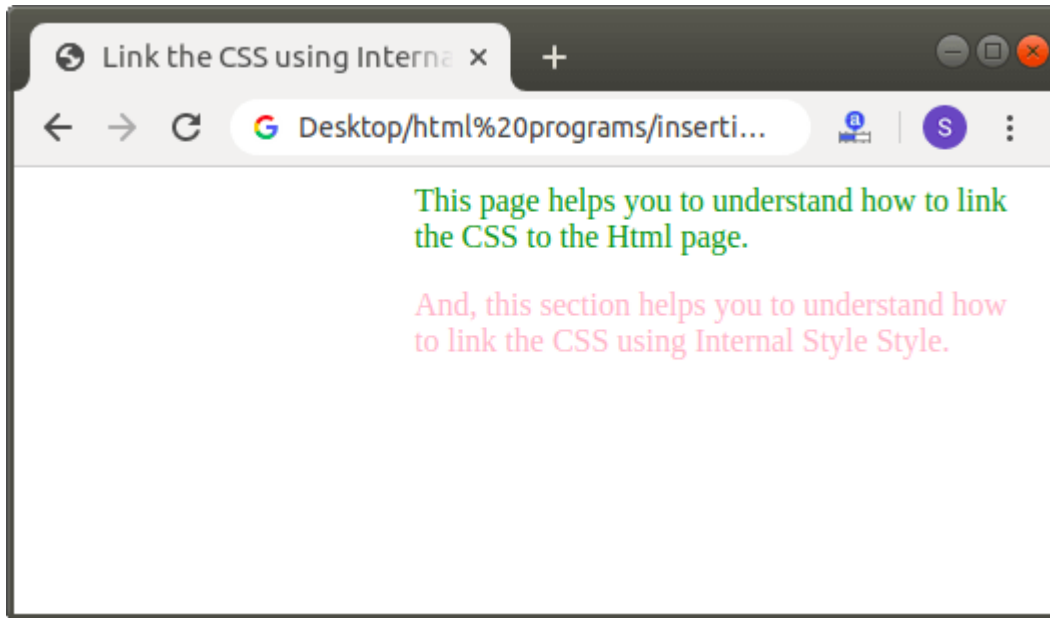 Link the CSS using Interna
Desktop/html%20programs/inserti...
a
S
This page helps you to understand how to link
the CSS to the Html page.
And, this section helps you to understand how
to link the CSS using Internal Style Style.